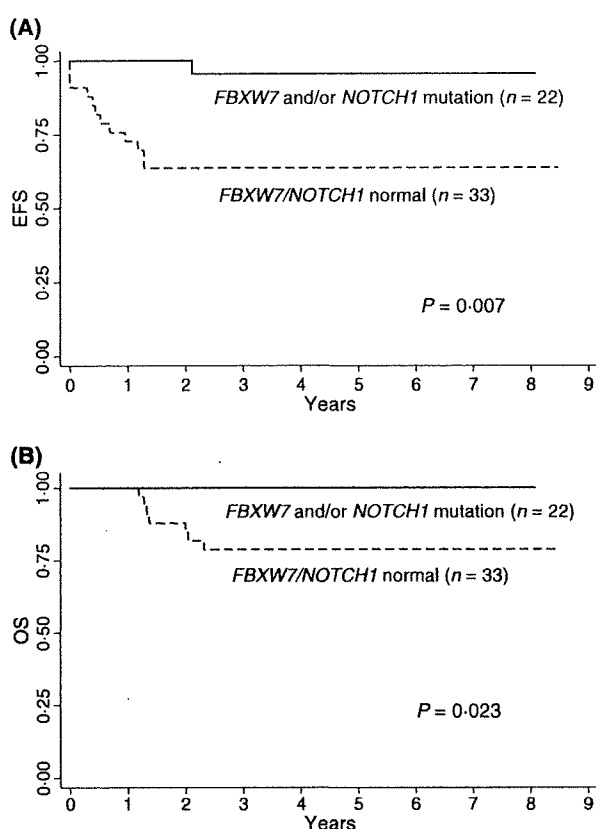 (A)
1·00
0·75
0·50
0·25
0·00
EFS
FBXW7 and/or NOTCH1 mutation (n = 22)
FBXW7/NOTCH1 normal (n = 33)
P = 0·007
0 1 2 3 4 5 6 7 8 9
Years
(B)
1·00
0·75
0·50
0·25
0·00
OS
FBXW7 and/or NOTCH1 mutation (n = 22)
FBXW7/NOTCH1 normal (n = 33)
P = 0·023
0 1 2 3 4 5 6 7 8 9
Years